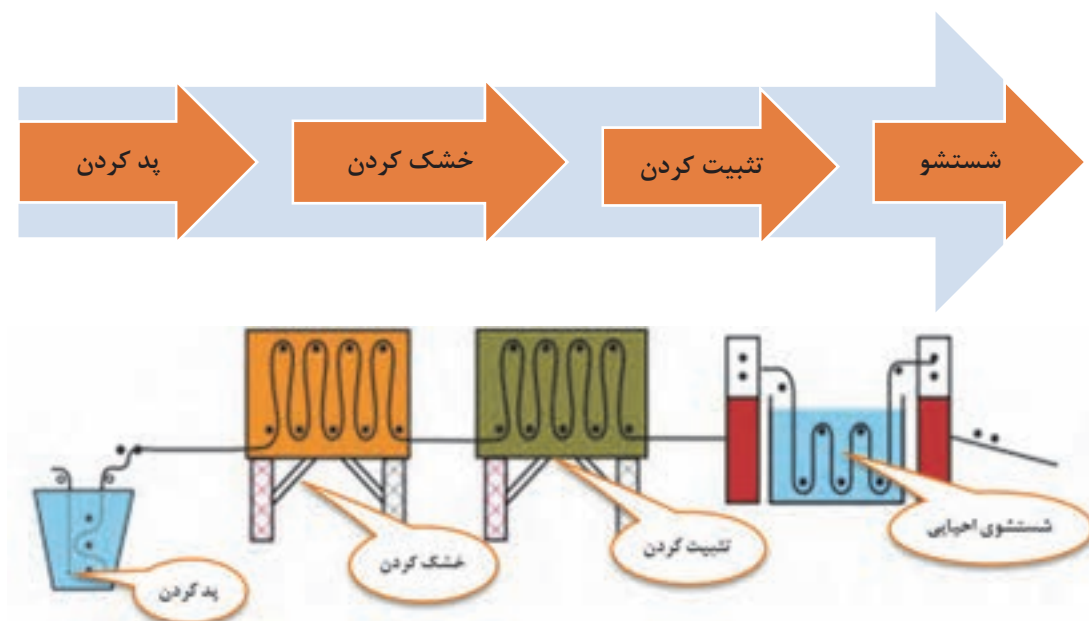 پد کردن
خشک کردن
تثبیت کردن
شستشو
پد کردن
خشک کردن
تثبیت کردن
شستشوی احیایی